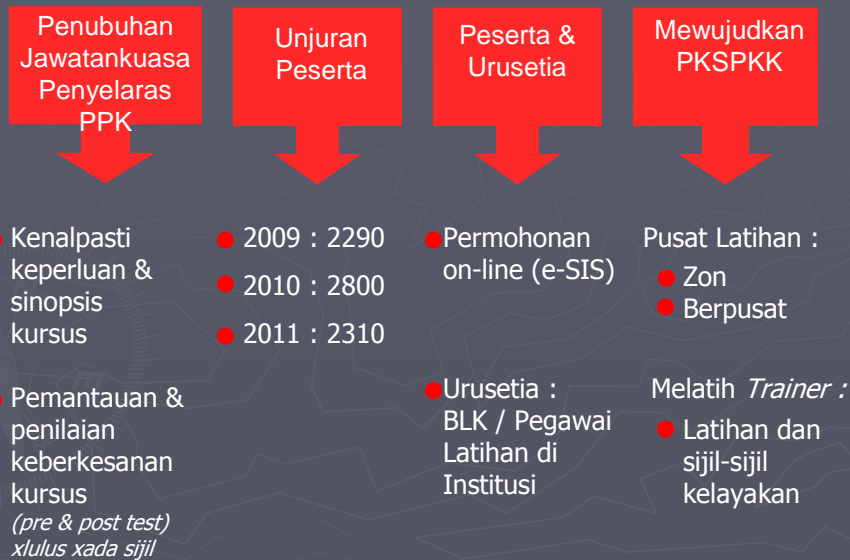 Penubuhan
Jawatankuasa
Penyelaras
PPK
Unjuran
Peserta
Peserta &
Urusetia
Mewujudkan
PKSPKK
Kenalpasti
keperluan &
sinopsis
kursus
Pemantauan &
penilaian
keberkesanan
kursus
(pre & post test)
xlulus xada sijil
2009 : 2290
2010 : 2800
2011 : 2310
Permohonan
on-line (e-SIS)
Urusetia :
BLK / Pegawai
Latihan di
Institusi
Pusat Latihan :
Zon
Berpusat
Melatih Trainer :
Latihan dan
sijil-sijil
kelayakan